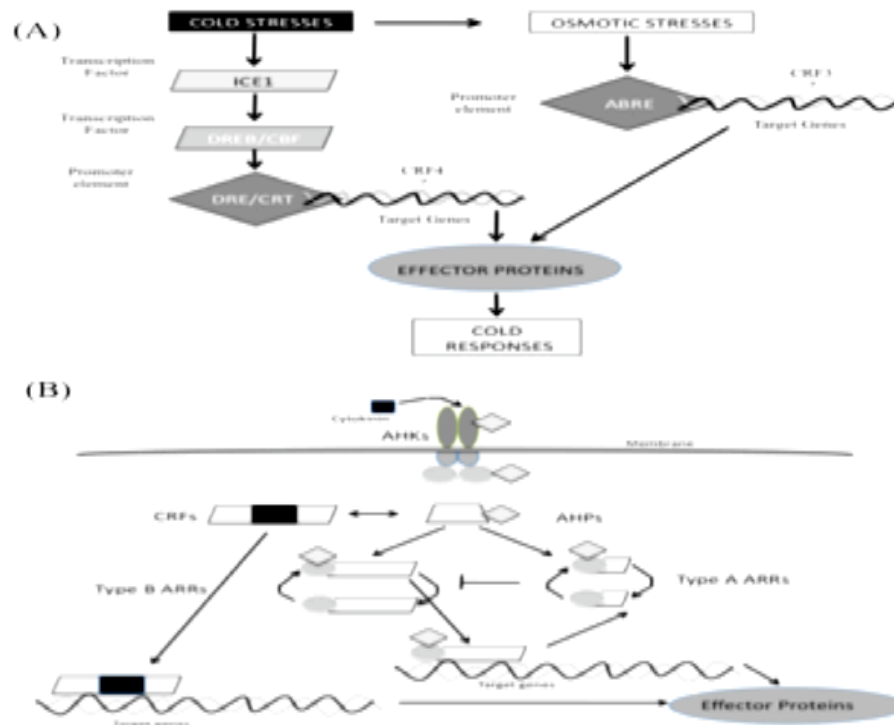 (A)
COLD STRESSES
OSMOTIC STRESSES
Transcription
Factor
ICE1
Transcription
Factor
DREB/CBF
Promoter
element
DRE/CRT
CRF4
Target Genes
Promoter
element
ABRE
Target Genes
EFFECTOR PROTEINS
COLD
RESPONSES
(B)
Cytokinin
AHKs
Membrane
CRFs
AHPs
Type B ARRs
Type A ARRs
Target genes
Target genes
Effector Proteins